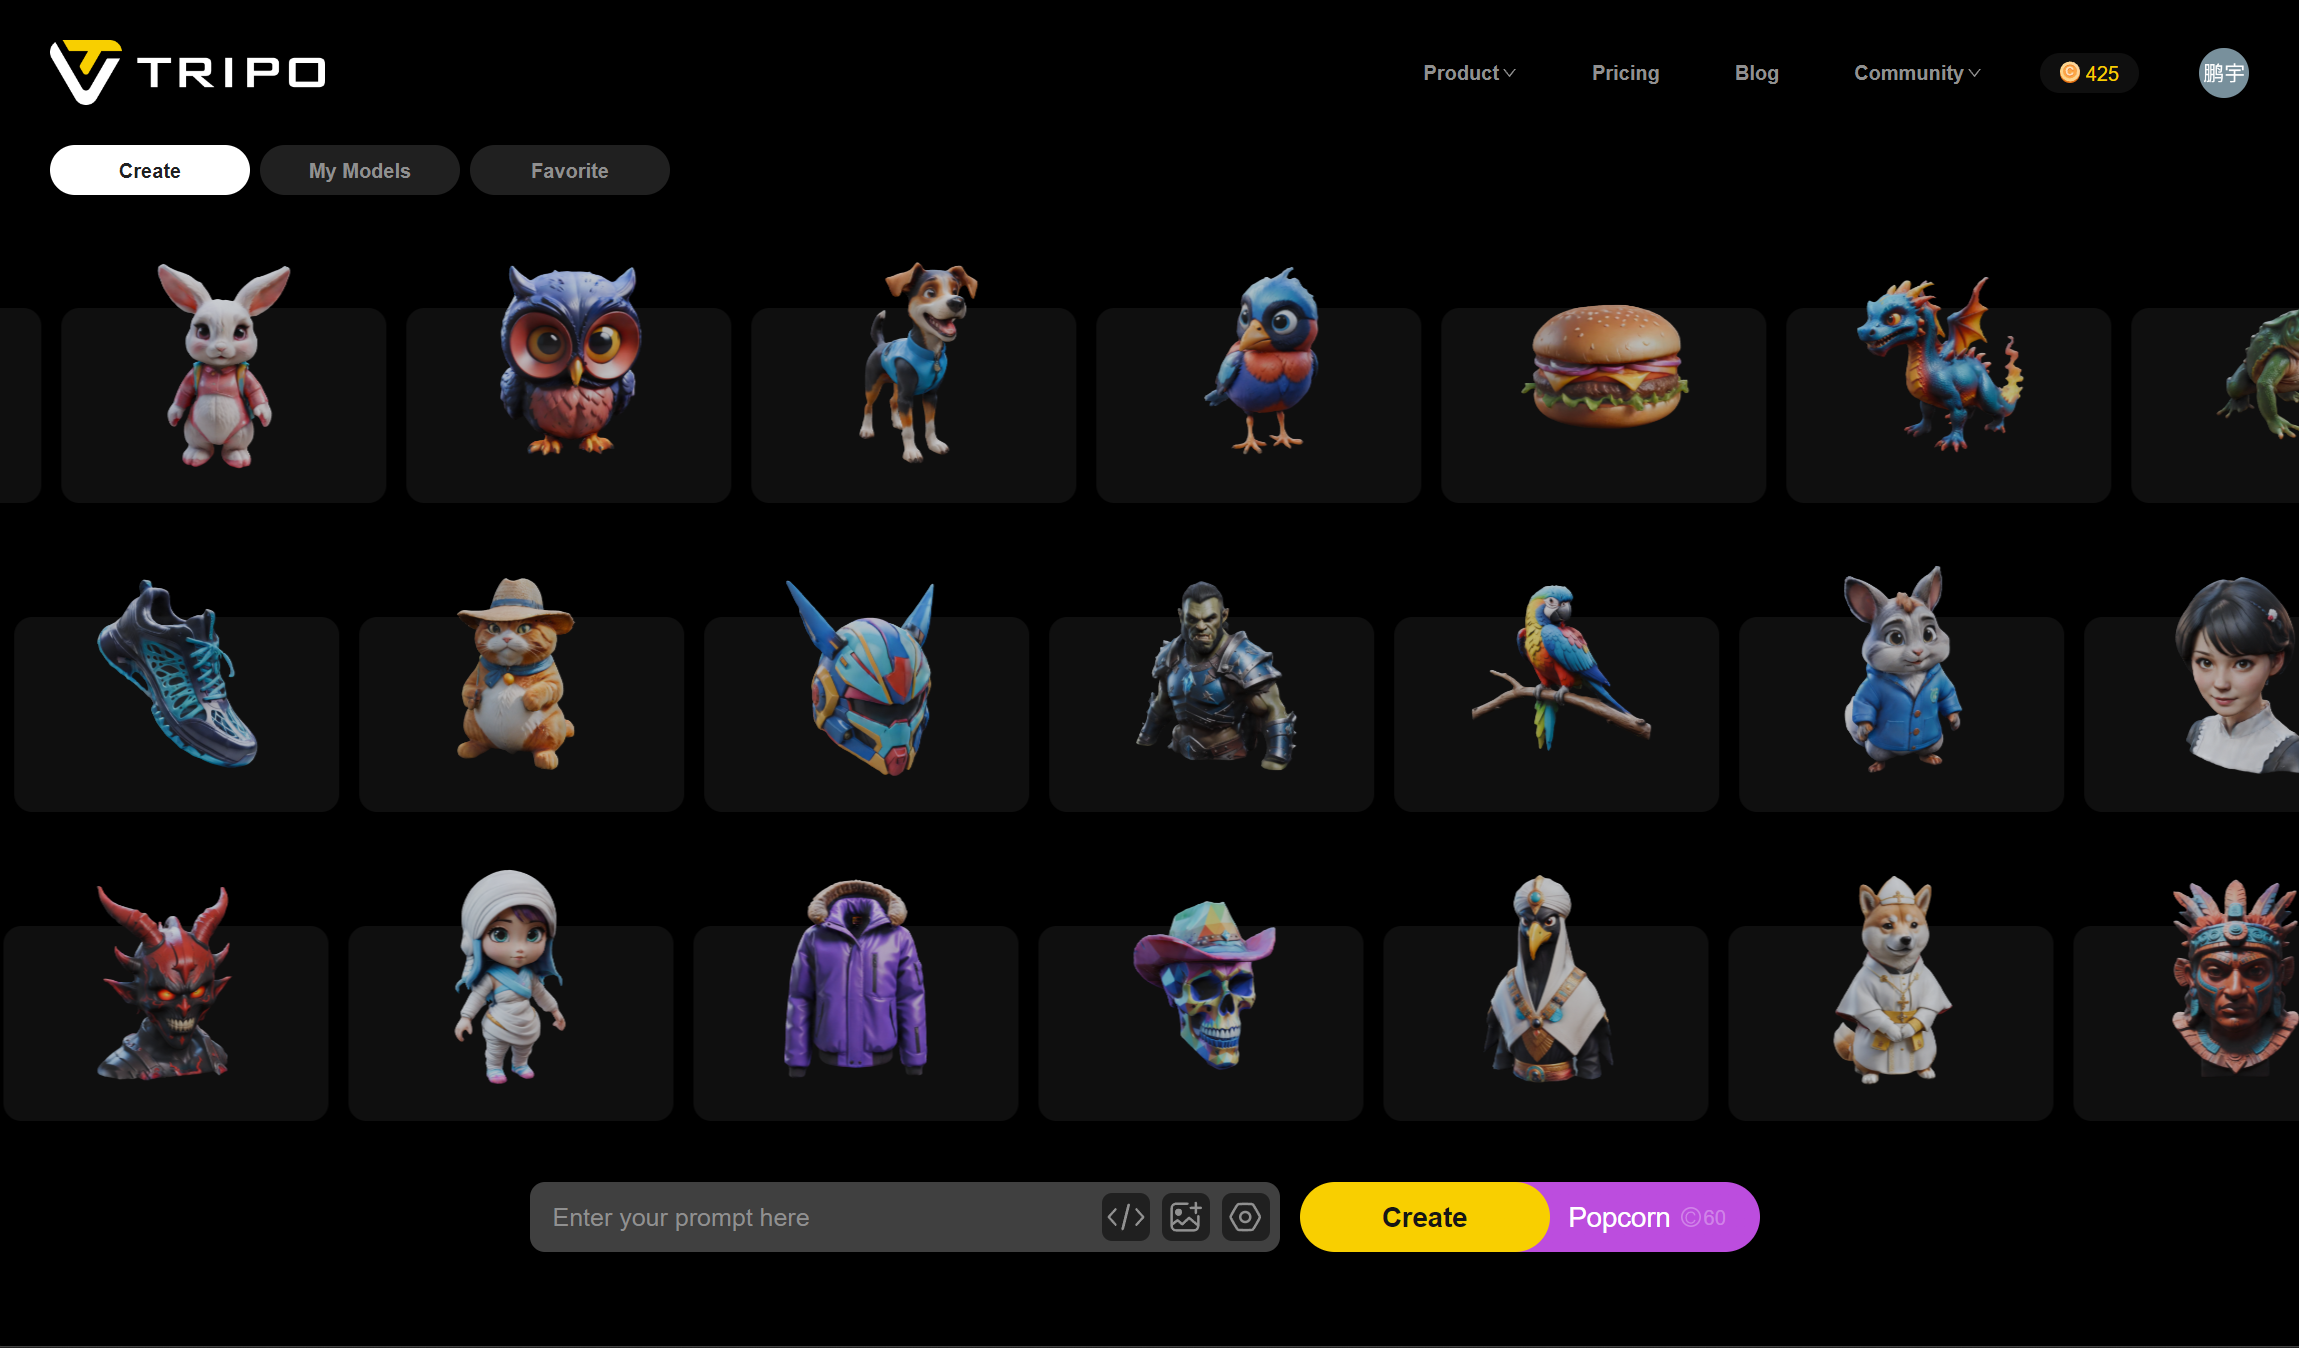 TRIPO
Product
Pricing
Blog
Community
425
鹏宇
Create
My Models
Favorite
Enter your prompt here
Create
Popcorn ©60